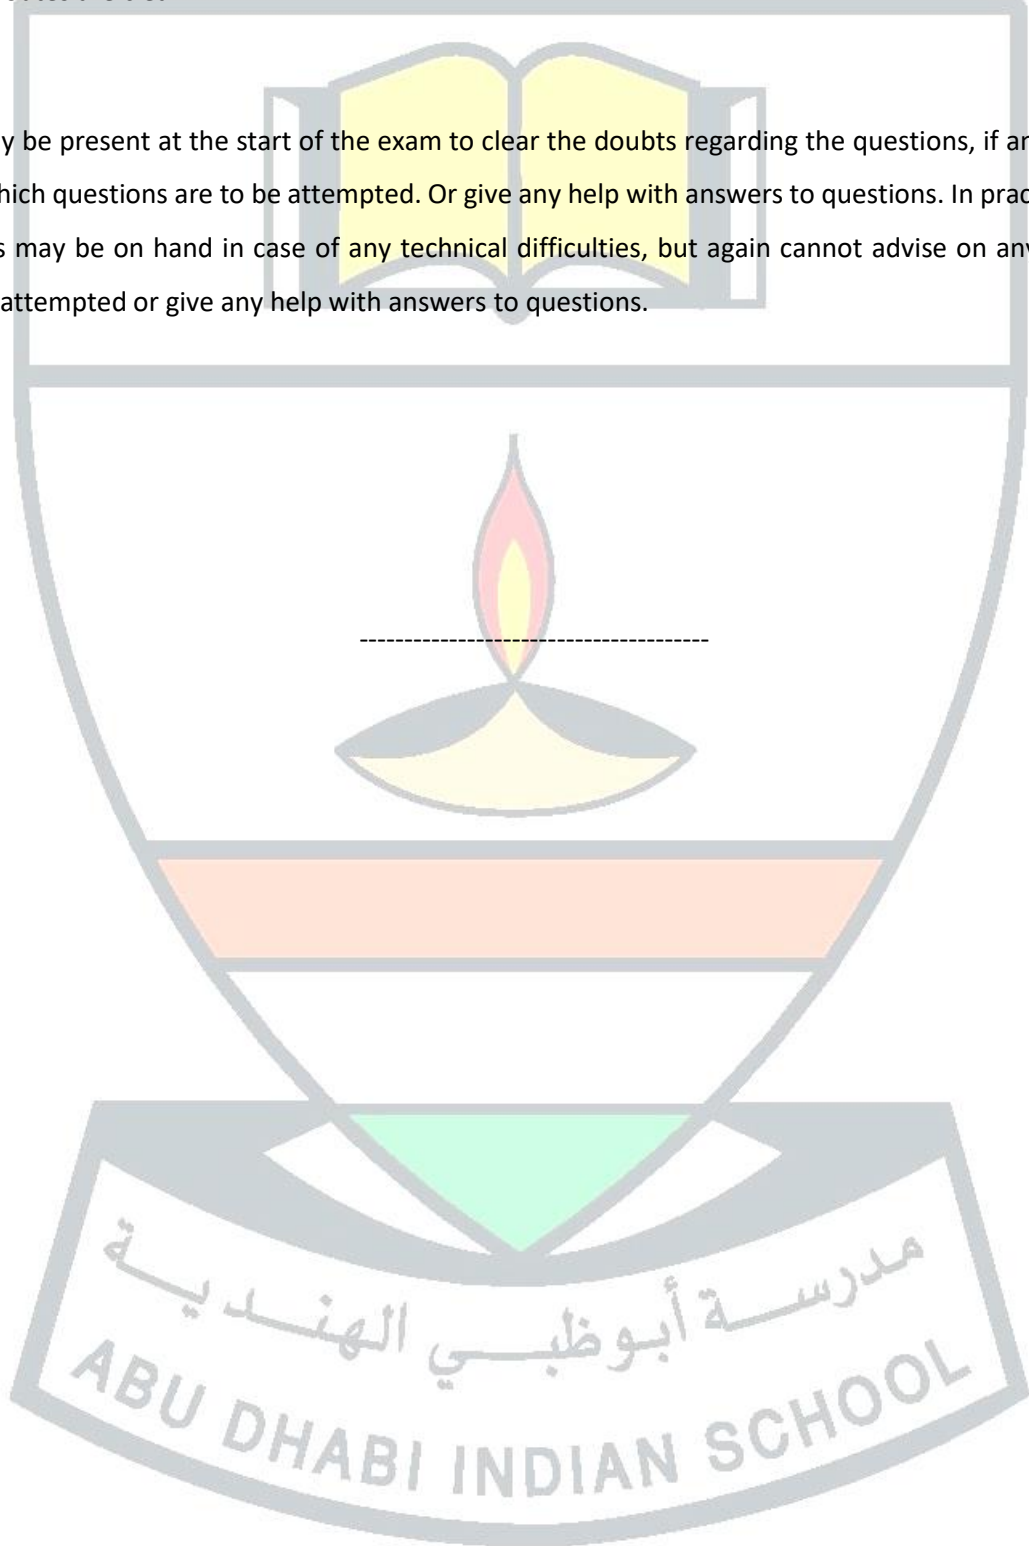 y be present at the start of the exam to clear the doubts regarding the questions, if an
hich questions are to be attempted. Or give any help with answers to questions. In prac
s may be on hand in case of any technical difficulties, but again cannot advise on any
attempted or give any help with answers to questions.
---------------------------------------
مدرسة أبوظبي الهندية
ABU DHABI INDIAN SCHOOL